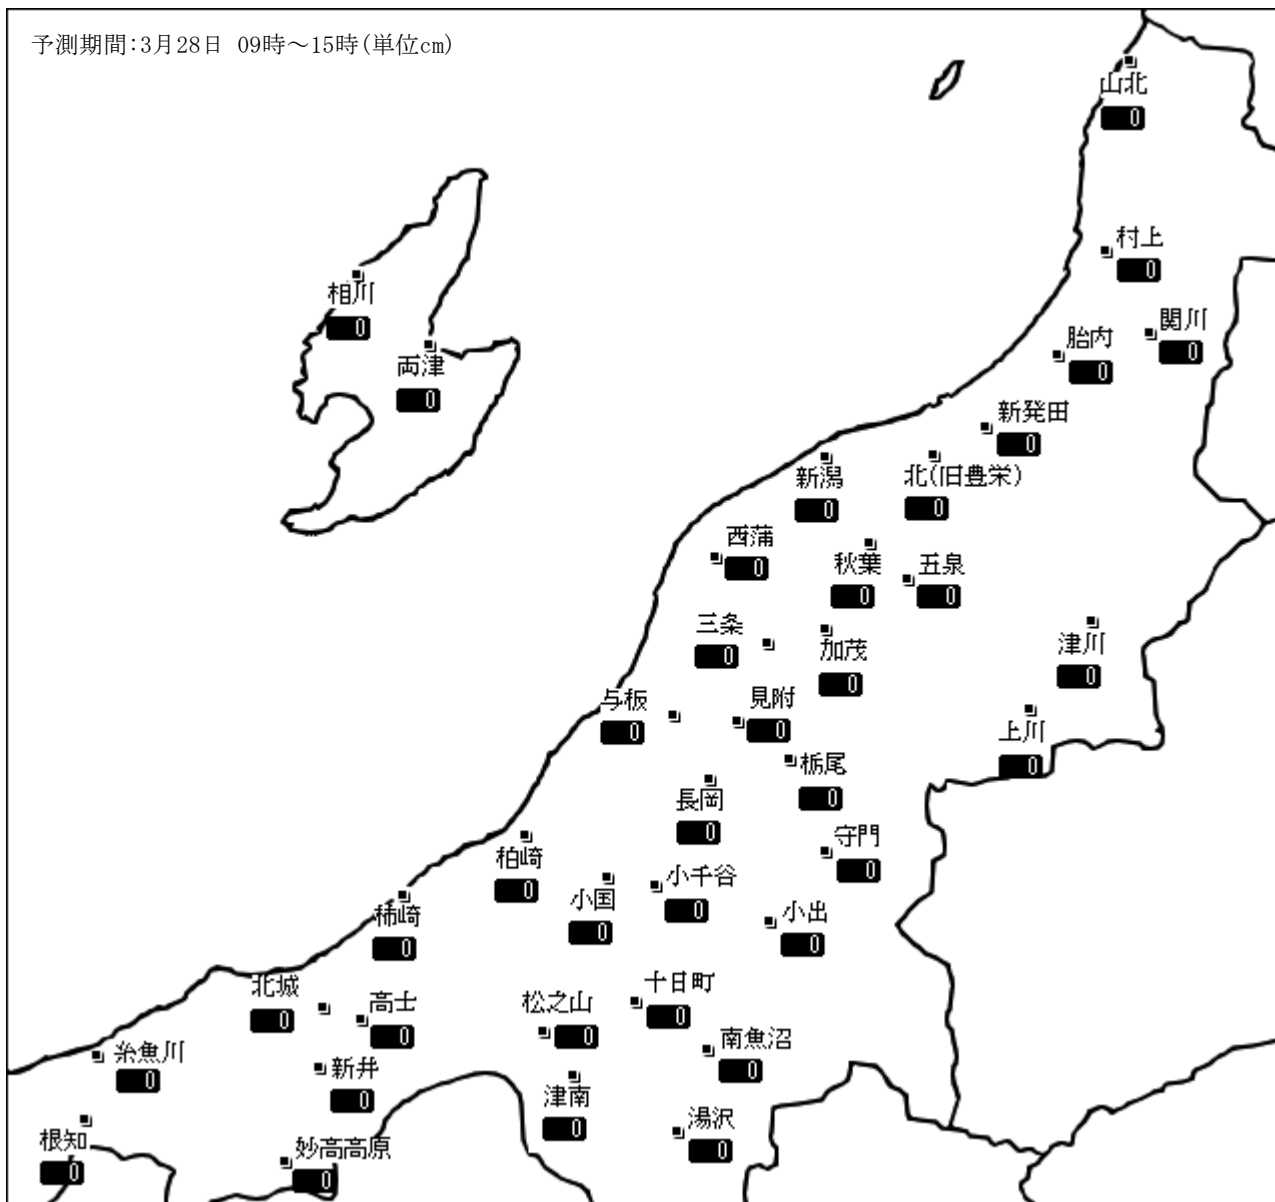 予測期間:3月28日 09時～15時(単位cm)
山北
0
村上
0
相川
0
関川
0
胎内
0
両津
0
新発田
0
新潟
0
北(旧豊栄)
0
西蒲
0
秋葉
0
五泉
0
三条
0
加茂
0
津川
0
与板
0
見附
0
上川
0
栃尾
0
長岡
0
守門
0
柏崎
0
小千谷
0
小国
0
柿崎
0
小出
0
北城
0
高士
0
松之山
0
十日町
0
南魚沼
0
糸魚川
0
新井
0
津南
0
湯沢
0
根知
0
妙高高原
0